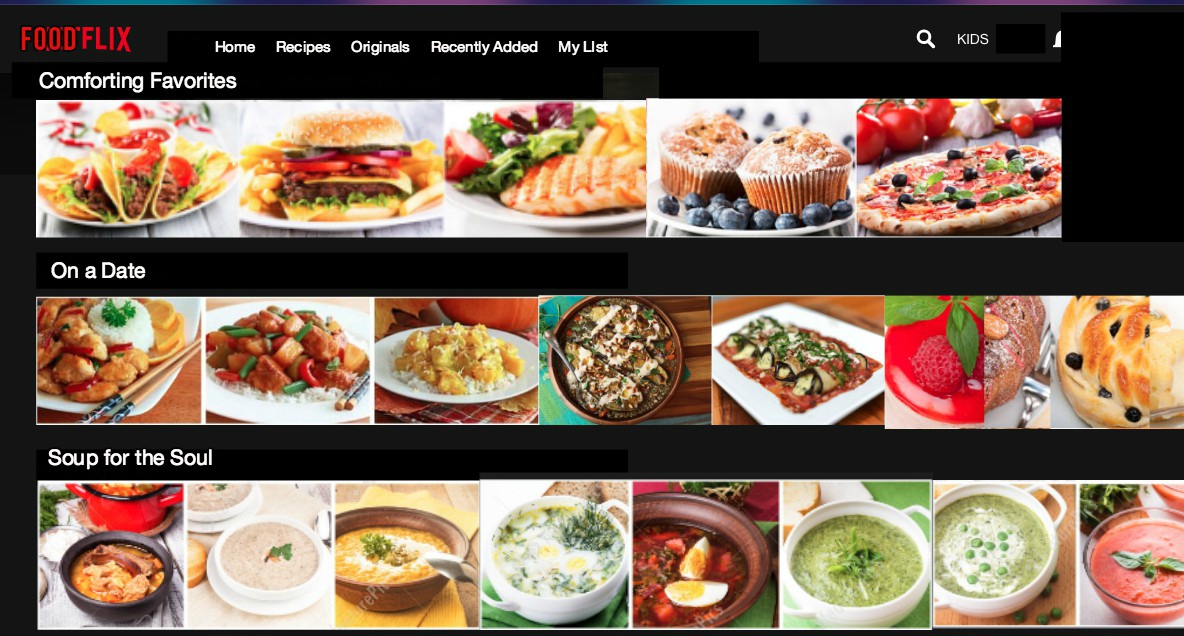 FOOD'FLIX
Home Recipes Originals Recently Added My LIst
KIDS
Comforting Favorites
On a Date
Soup for the Soul